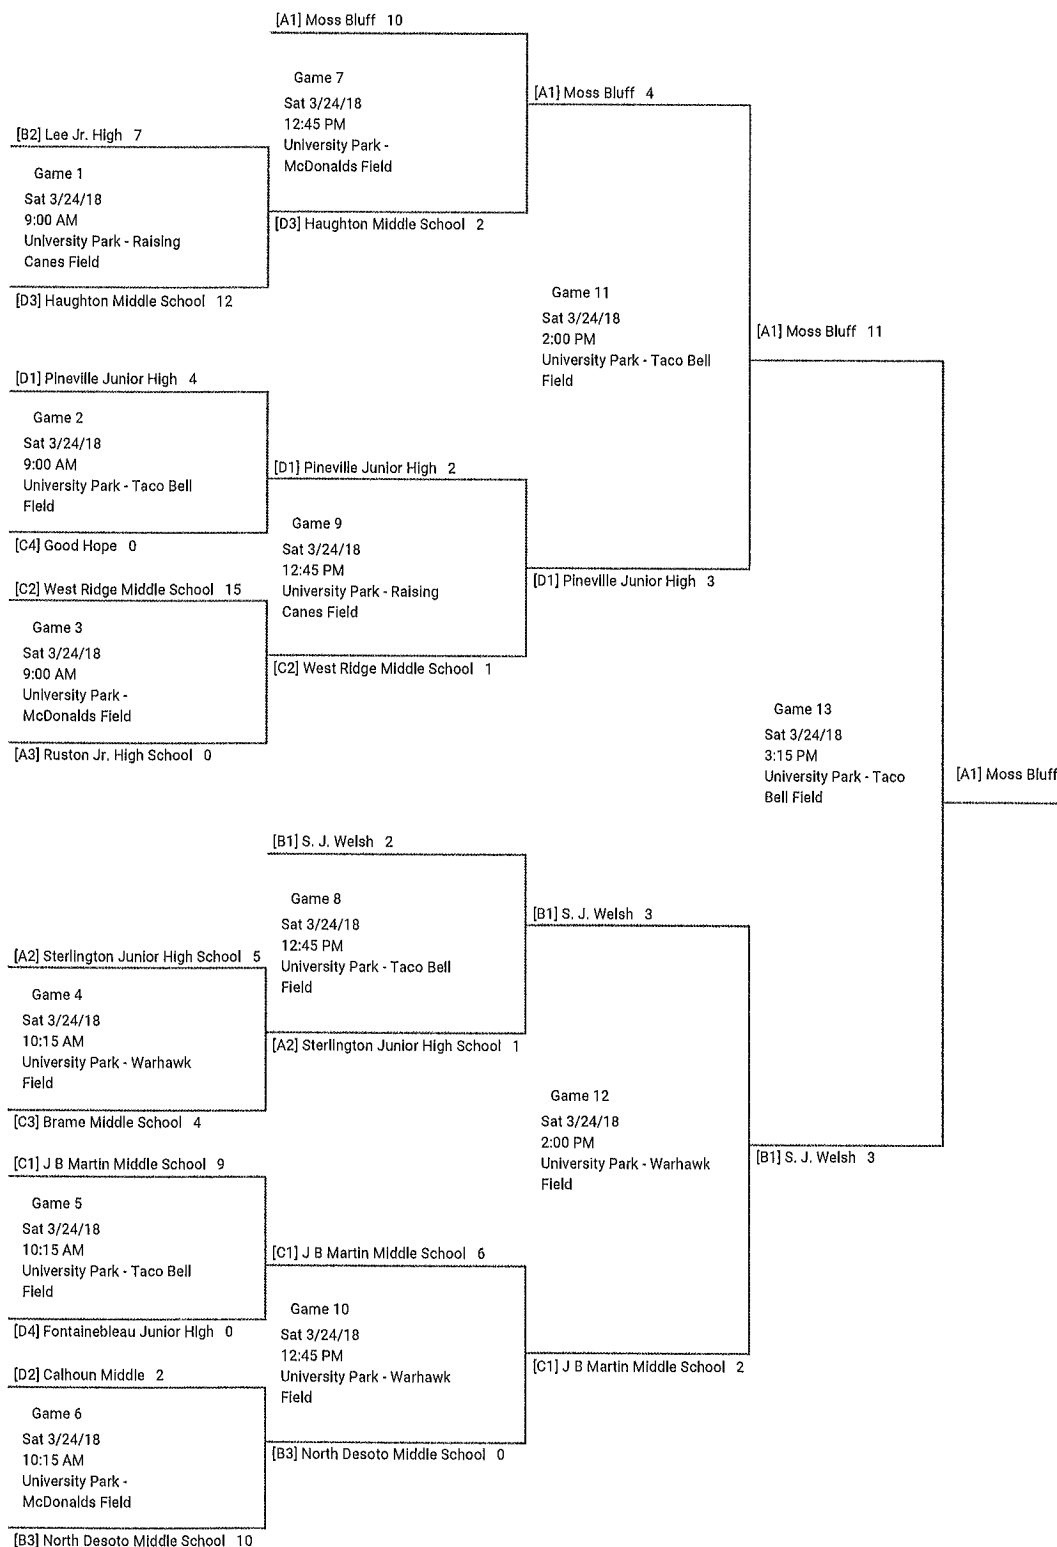 [A1] Moss Bluff 10
Game 7
Sat 3/24/18
12:45 PM
University Park -
McDonalds Field
[A1] Moss Bluff 4
[B2] Lee Jr. High 7
Game 1
Sat 3/24/18
9:00 AM
University Park - Raising
Canes Field
[D3] Haughton Middle School 2
[D3] Haughton Middle School 12
Game 11
Sat 3/24/18
2:00 PM
University Park - Taco Bell
Field
[A1] Moss Bluff 11
[D1] Pineville Junior High 4
Game 2
Sat 3/24/18
9:00 AM
University Park - Taco Bell
Field
[D1] Pineville Junior High 2
[C4] Good Hope 0
Game 9
Sat 3/24/18
12:45 PM
University Park - Raising
Canes Field
[D1] Pineville Junior High 3
[C2] West Ridge Middle School 15
Game 3
Sat 3/24/18
9:00 AM
University Park -
McDonalds Field
[C2] West Ridge Middle School 1
[A3] Ruston Jr. High School 0
Game 13
Sat 3/24/18
3:15 PM
University Park - Taco
Bell Field
[A1] Moss Bluff
[B1] S. J. Welsh 2
Game 8
Sat 3/24/18
12:45 PM
University Park - Taco Bell
Field
[B1] S. J. Welsh 3
[A2] Sterlington Junior High School 5
Game 4
Sat 3/24/18
10:15 AM
University Park - Warhawk
Field
[A2] Sterlington Junior High School 1
[C3] Brame Middle School 4
Game 12
Sat 3/24/18
2:00 PM
University Park - Warhawk
Field
[B1] S. J. Welsh 3
[C1] J B Martin Middle School 9
Game 5
Sat 3/24/18
10:15 AM
University Park - Taco Bell
Field
[C1] J B Martin Middle School 6
[D4] Fontainebleau Junior High 0
Game 10
Sat 3/24/18
12:45 PM
University Park - Warhawk
Field
[C1] J B Martin Middle School 2
[D2] Calhoun Middle 2
Game 6
Sat 3/24/18
10:15 AM
University Park -
McDonalds Field
[B3] North Desoto Middle School 0
[B3] North Desoto Middle School 10